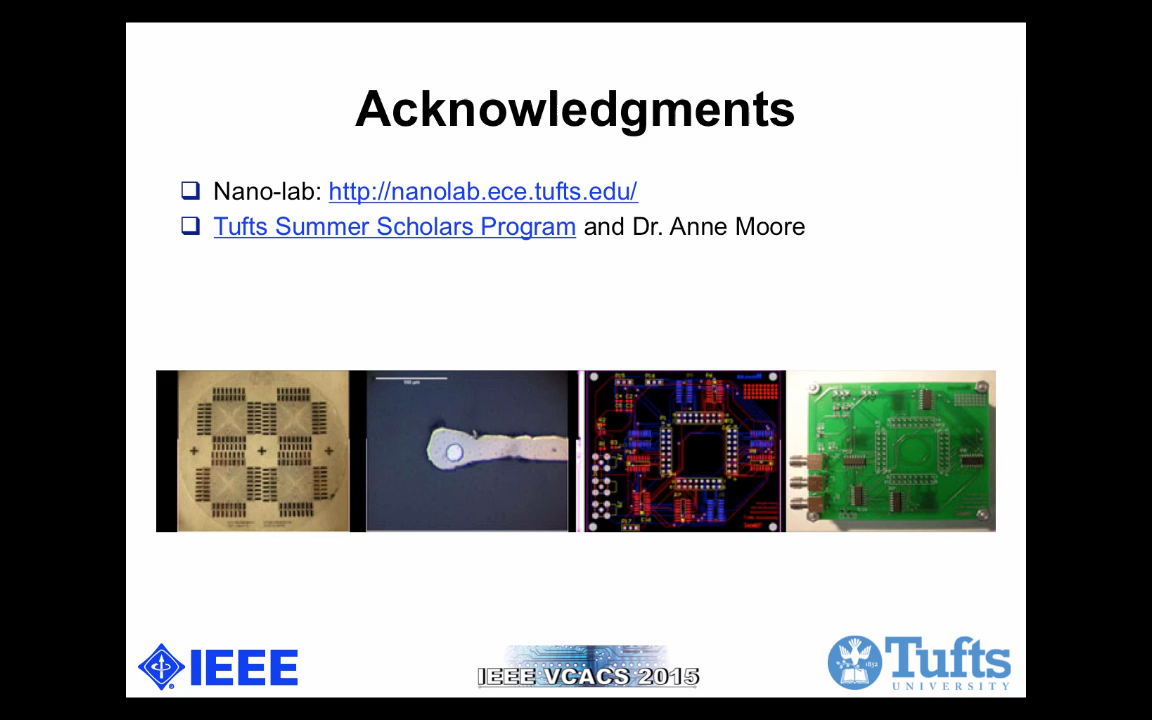 Acknowledgments
Nano-lab: http://nanolab.ece.tufts.edu/
Tufts Summer Scholars Program and Dr. Anne Moore
IEEE
IEEE VCACS 2015
1852
Tufts
UNIVERSITY